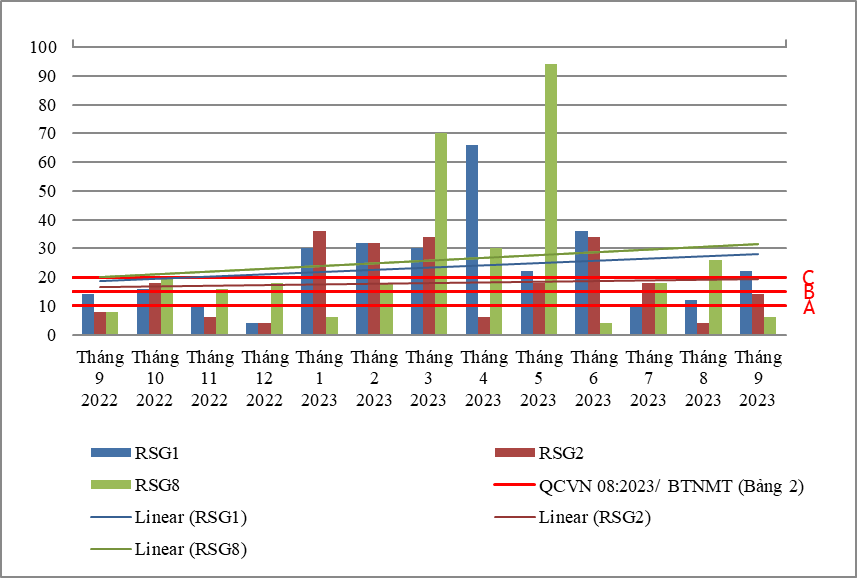 100
90
80
70
60
50
40
30
20
10
0
C
B
A
Tháng 9 2022
Tháng 10 2022
Tháng 11 2022
Tháng 12 2022
Tháng 1 2023
Tháng 2 2023
Tháng 3 2023
Tháng 4 2023
Tháng 5 2023
Tháng 6 2023
Tháng 7 2023
Tháng 8 2023
Tháng 9 2023
RSG1
RSG2
RSG8
QCVN 08:2023/ BTNMT (Bảng 2)
Linear (RSG1)
Linear (RSG2)
Linear (RSG8)